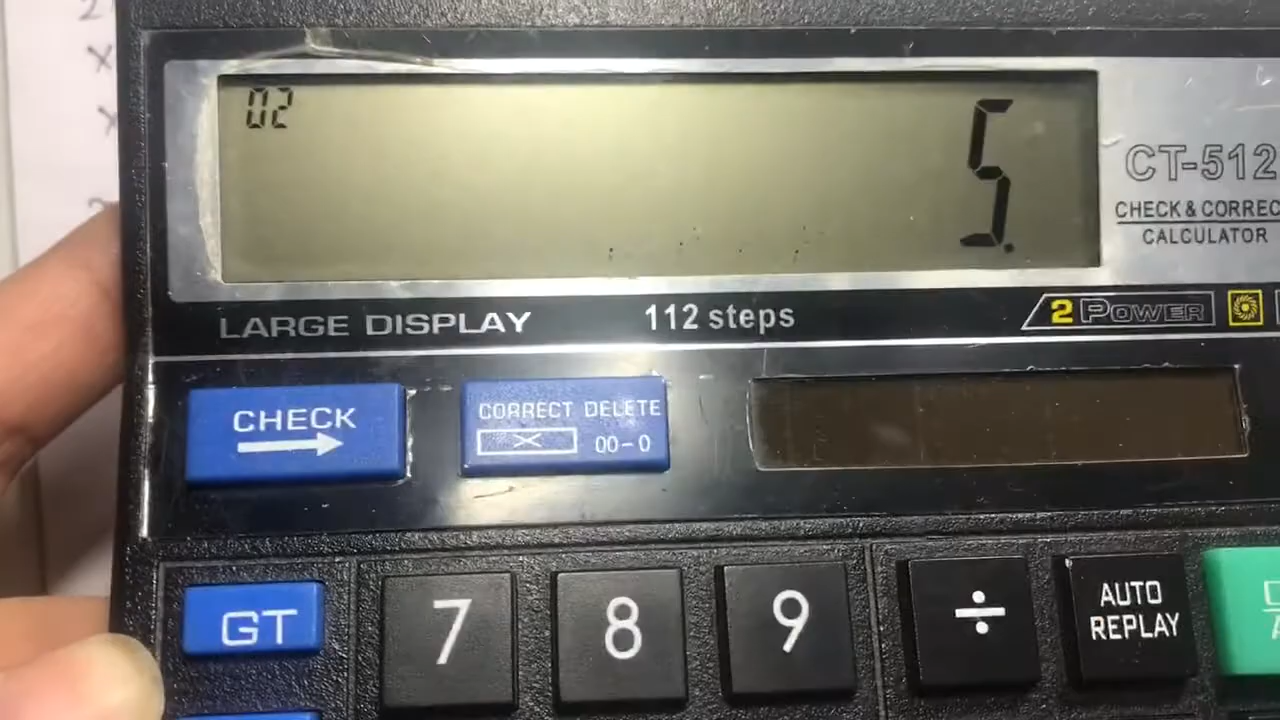 02
5.
CT-512
CHECK & CORREC
CALCULATOR
LARGE DISPLAY
112 steps
2 POWER
CHECK
CORRECT DELETE
00-0
GT
7
8
9
÷
AUTO
REPLAY